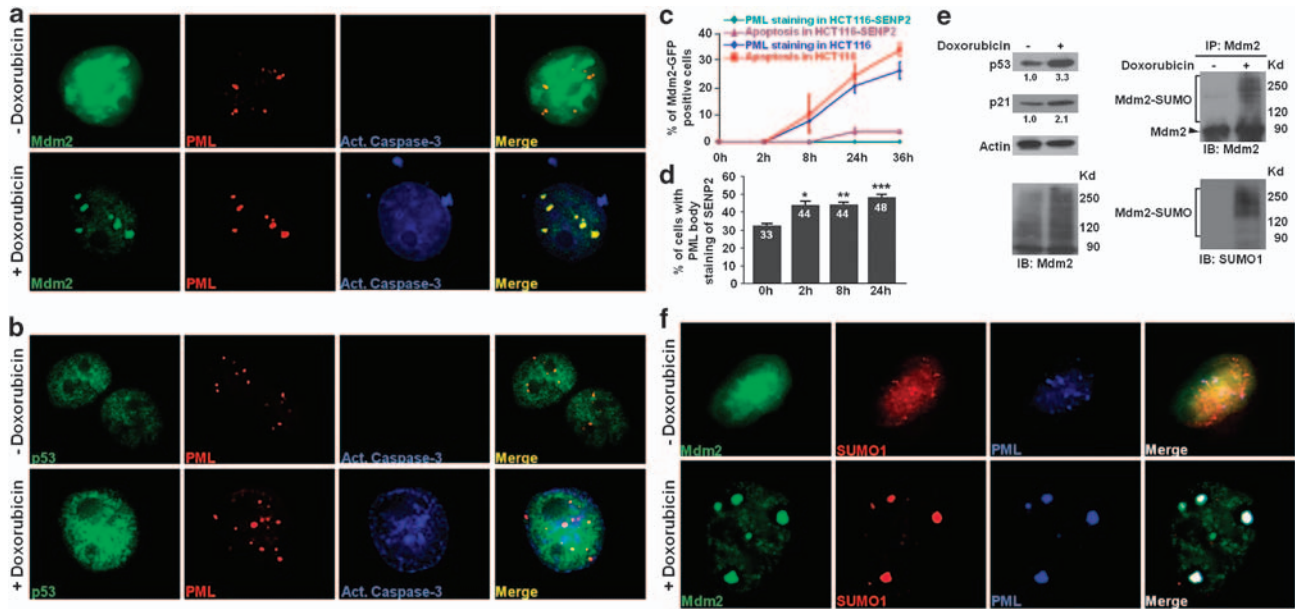 a
- Doxorubicin
Mdm2
PML
Act. Caspase-3
Merge
+ Doxorubicin
Mdm2
PML
Act. Caspase-3
Merge
b
- Doxorubicin
p53
PML
Act. Caspase-3
Merge
+ Doxorubicin
p53
PML
Act. Caspase-3
Merge
c
PML staining in HCT116-SENP2
Apoptosis in HCT116-SENP2
PML staining in HCT116
Apoptosis in HCT116
% of Mdm2-GFP
positive cells
40
30
20
10
0
0h 2h 8h 24h 36h
d
% of cells with
PML body
staining of SENP2
60
50
40
30
20
10
0
33
*
44
**
44
***
48
0h 2h 8h 24h
e
Doxorubicin - +
p53
1.0 3.3
p21
1.0 2.1
Actin
Kd
250
120
90
IB: Mdm2
IP: Mdm2
Doxorubicin - + Kd
Mdm2-SUMO
250
120
Mdm2 90
IB: Mdm2
Mdm2-SUMO
250
120
90
IB: SUMO1
f
- Doxorubicin
Mdm2
SUMO1
PML
Merge
+ Doxorubicin
Mdm2
SUMO1
PML
Merge